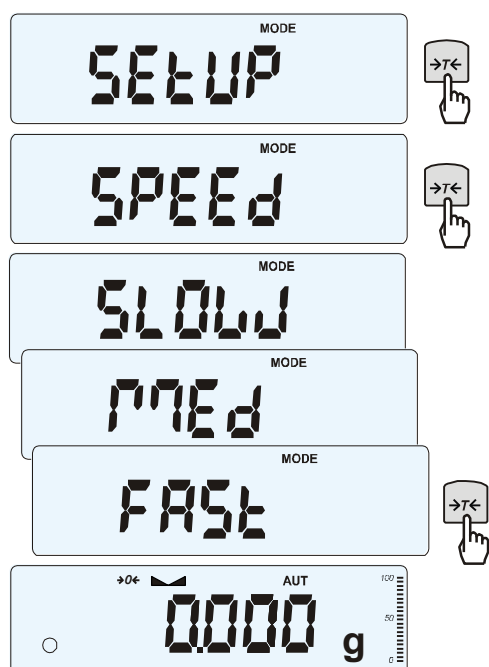 MODE
SEtUP
→T←
MODE
SPEEd
→T←
MODE
SLOW
MODE
MEd
MODE
FASt
→T←
→0← AUT 100
50
0.000 g
0